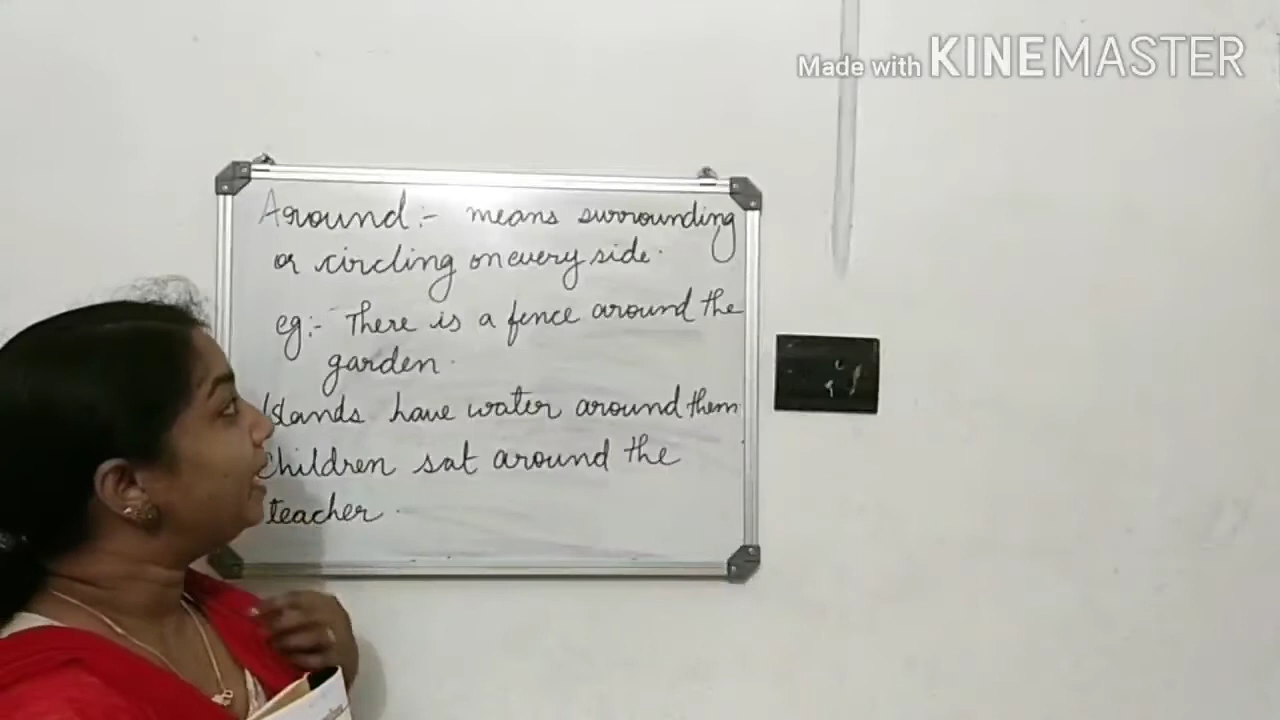 Made with KINEMASTER
Around :- means surrounding
or circling on every side.
eg:- There is a fence around the
garden.
Islands have water around them
Children sat around the
teacher.